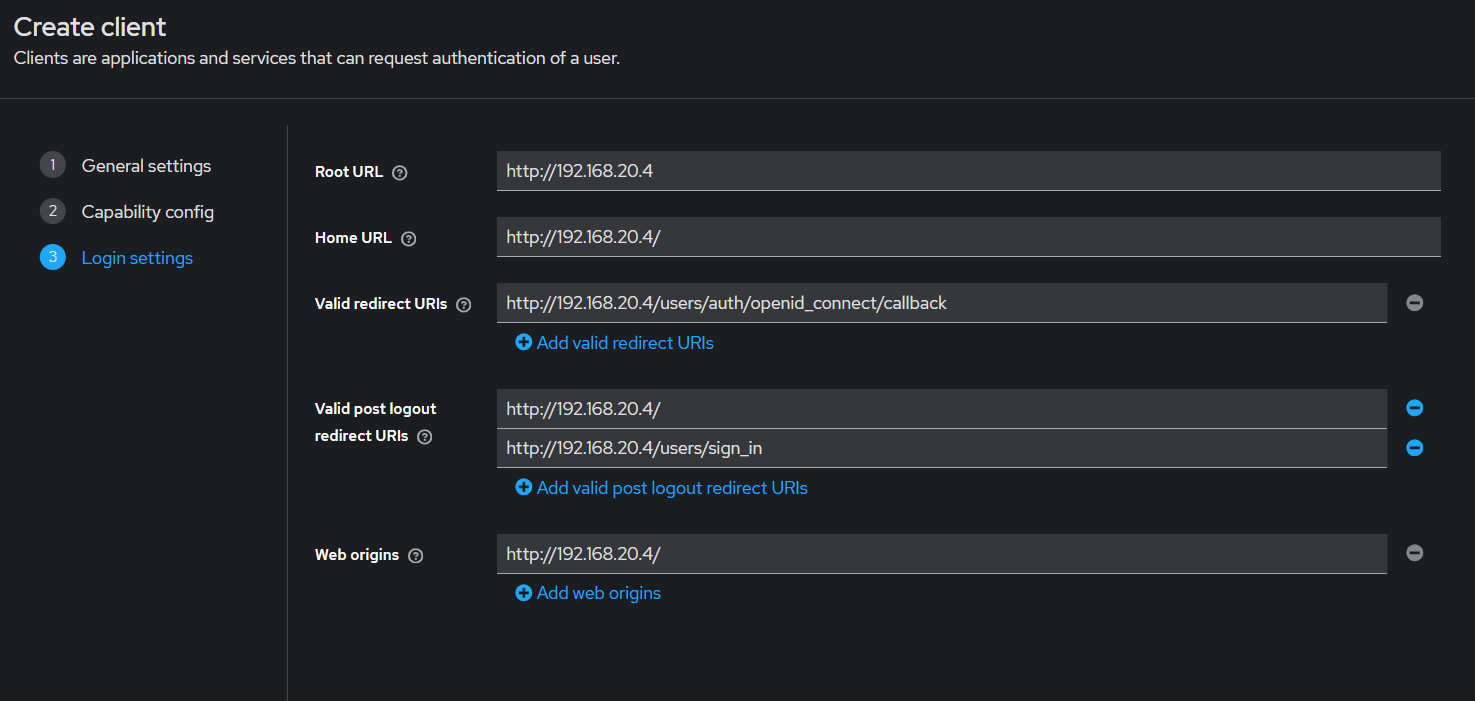 Create client
Clients are applications and services that can request authentication of a user.
1 General settings
2 Capability config
3 Login settings
Root URL ? http://192.168.20.4
Home URL ? http://192.168.20.4/
Valid redirect URIs ? http://192.168.20.4/users/auth/openid_connect/callback
Add valid redirect URIs
Valid post logout
redirect URIs ?
http://192.168.20.4/
http://192.168.20.4/users/sign_in
Add valid post logout redirect URIs
Web origins ? http://192.168.20.4/
Add web origins